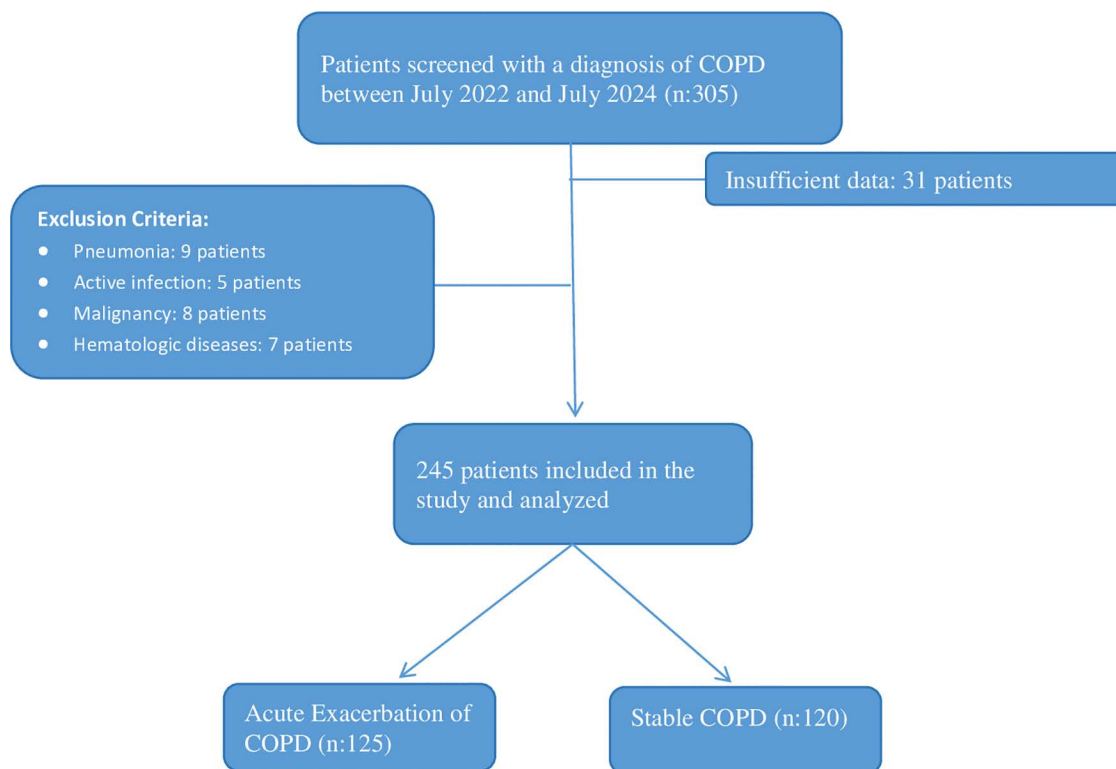 Patients screened with a diagnosis of COPD
between July 2022 and July 2024 (n:305)
Insufficient data: 31 patients
Exclusion Criteria:
● Pneumonia: 9 patients
● Active infection: 5 patients
● Malignancy: 8 patients
● Hematologic diseases: 7 patients
245 patients included in the
study and analyzed
Acute Exacerbation of
COPD (n:125)
Stable COPD (n:120)